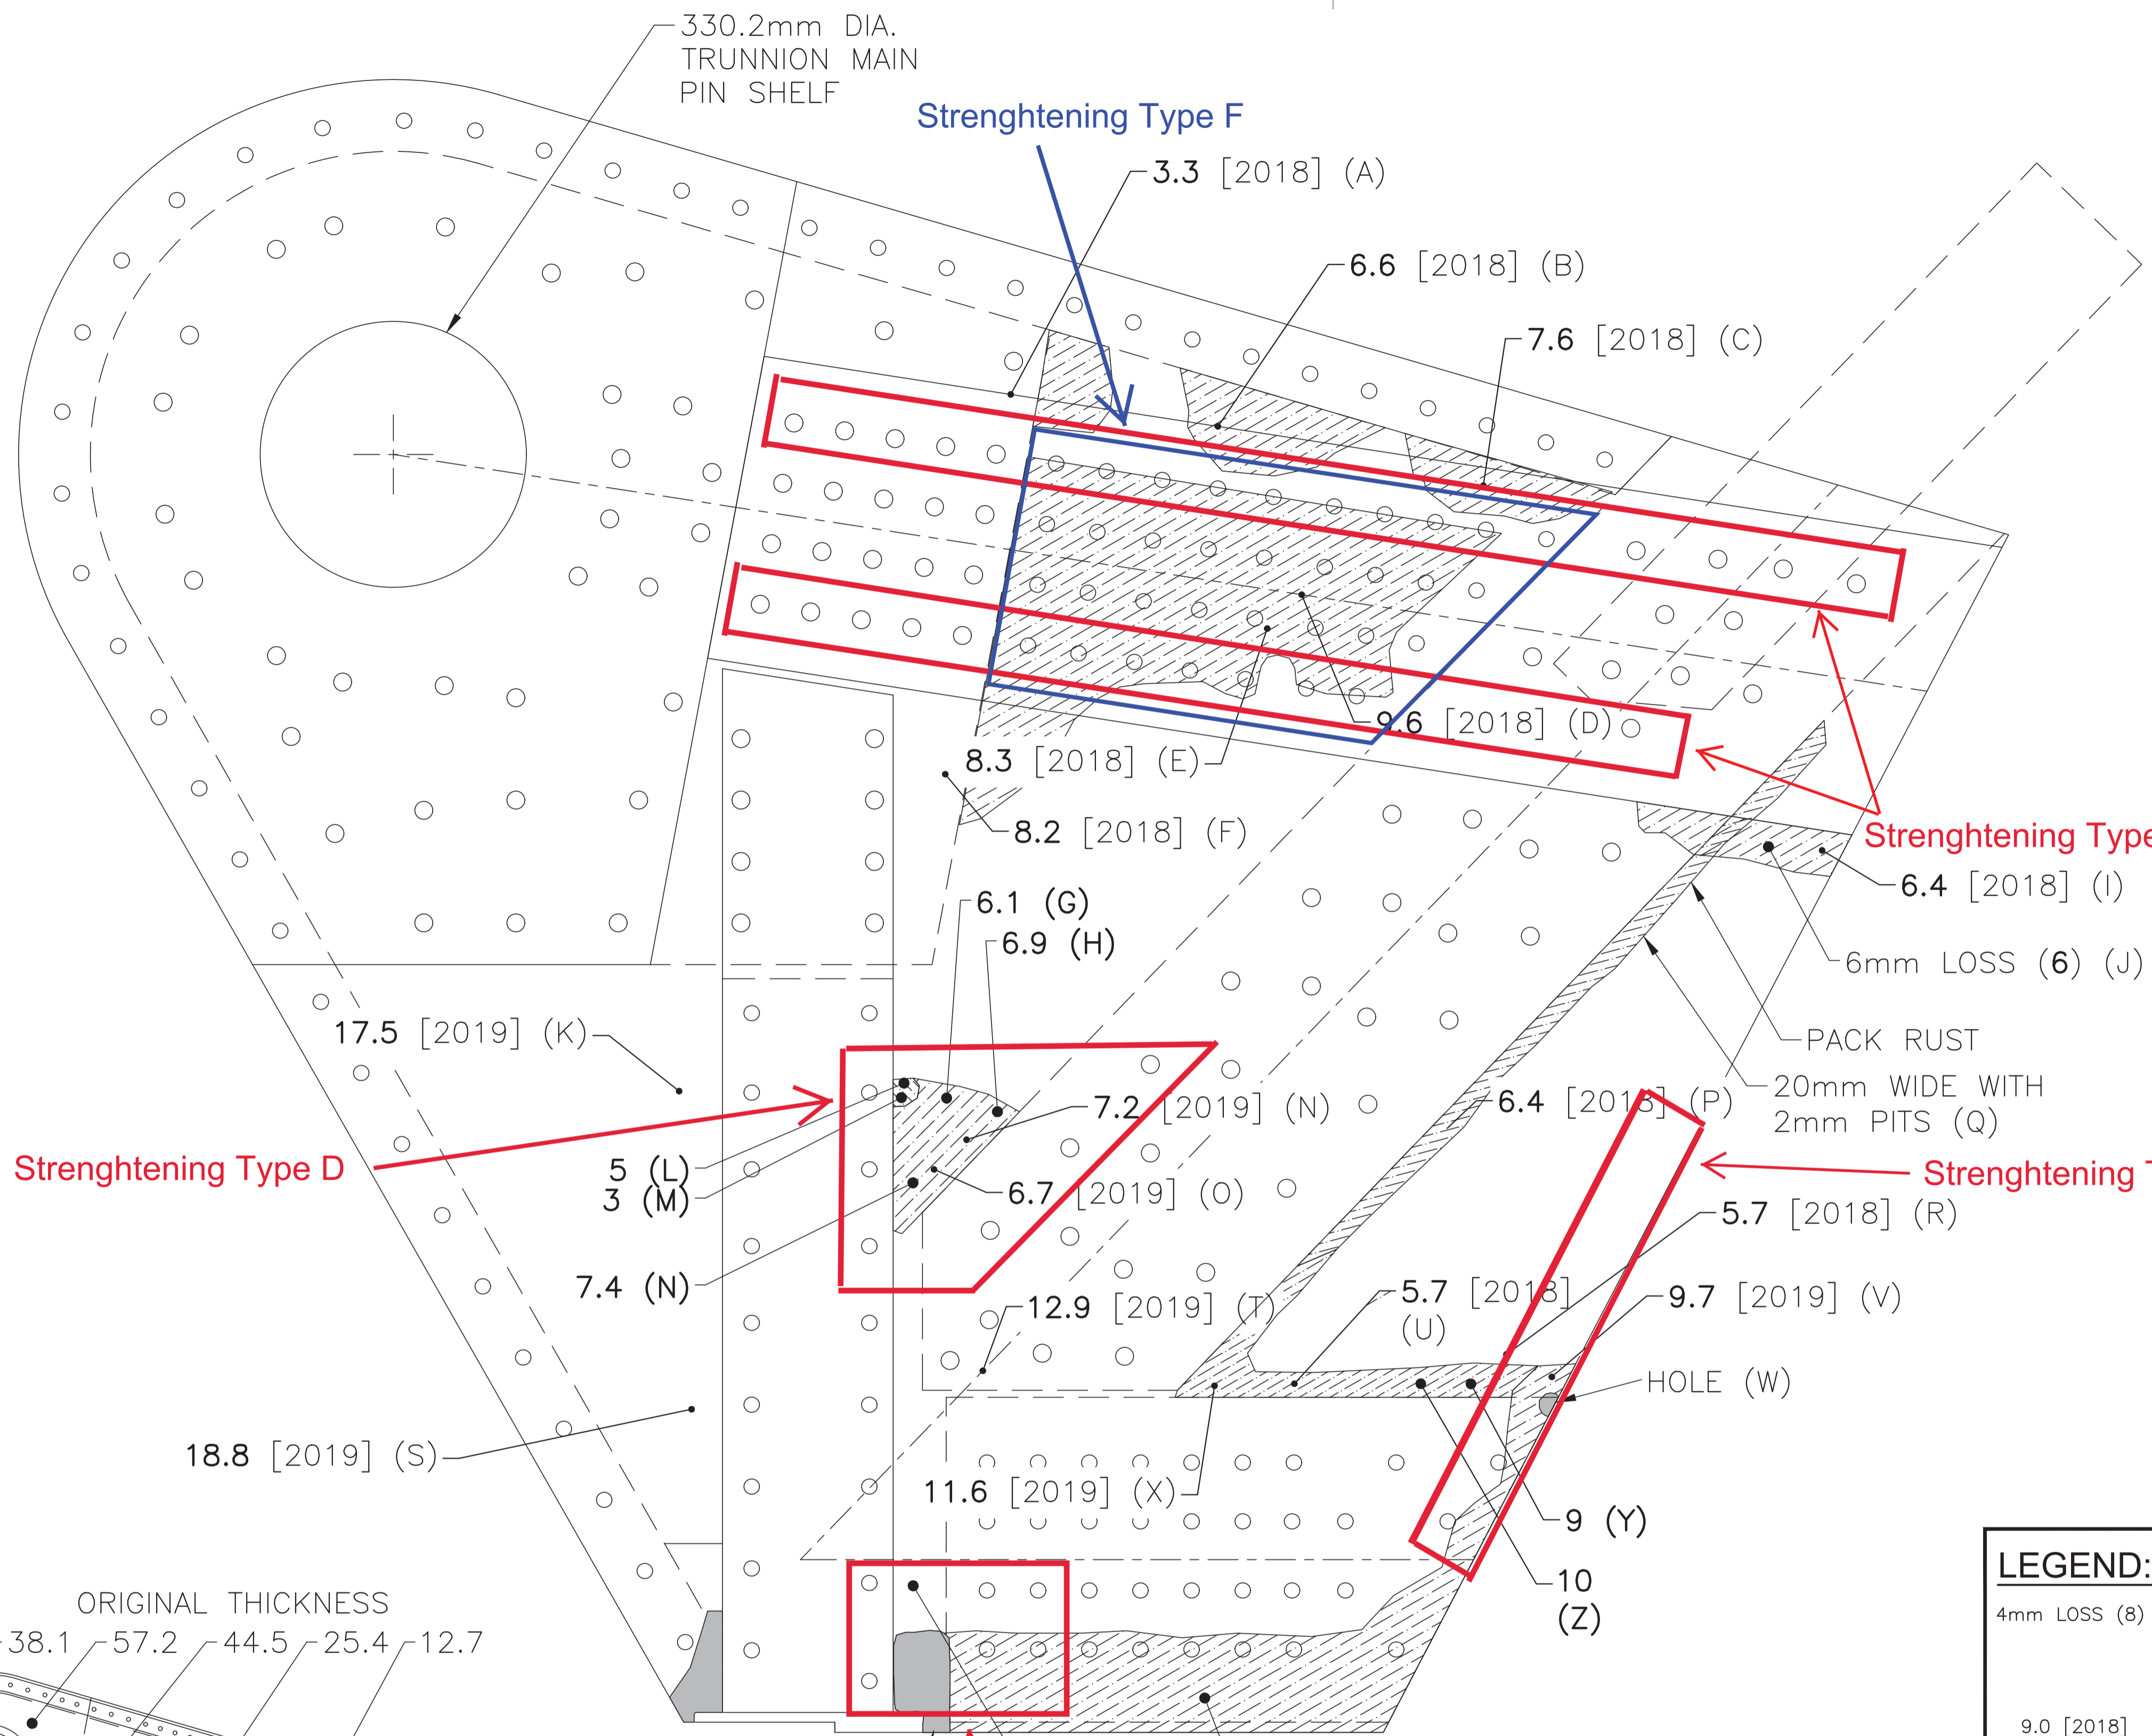 330.2mm DIA.
TRUNNION MAIN
PIN SHELF
Strenghtening Type F
3.3 [2018] (A)
6.6 [2018] (B)
7.6 [2018] (C)
9.6 [2018] (D)
8.3 [2018] (E)
8.2 [2018] (F)
Strenghtening Type
6.4 [2018] (I)
6.1 (G)
6.9 (H)
6mm LOSS (6) (J)
17.5 [2019] (K)
PACK RUST
20mm WIDE WITH
2mm PITS (Q)
6.4 [2018] (P)
7.2 [2019] (N)
Strenghtening Type D
5 (L)
3 (M)
6.7 [2019] (O)
Strenghtening T
5.7 [2018] (R)
7.4 (N)
12.9 [2019] (T)
5.7 [2018]
(U)
9.7 [2019] (V)
HOLE (W)
18.8 [2019] (S)
11.6 [2019] (X)
9 (Y)
10
(Z)
LEGEND:
4mm LOSS (8)
ORIGINAL THICKNESS
38.1 57.2 44.5 25.4 12.7
9.0 [2018]